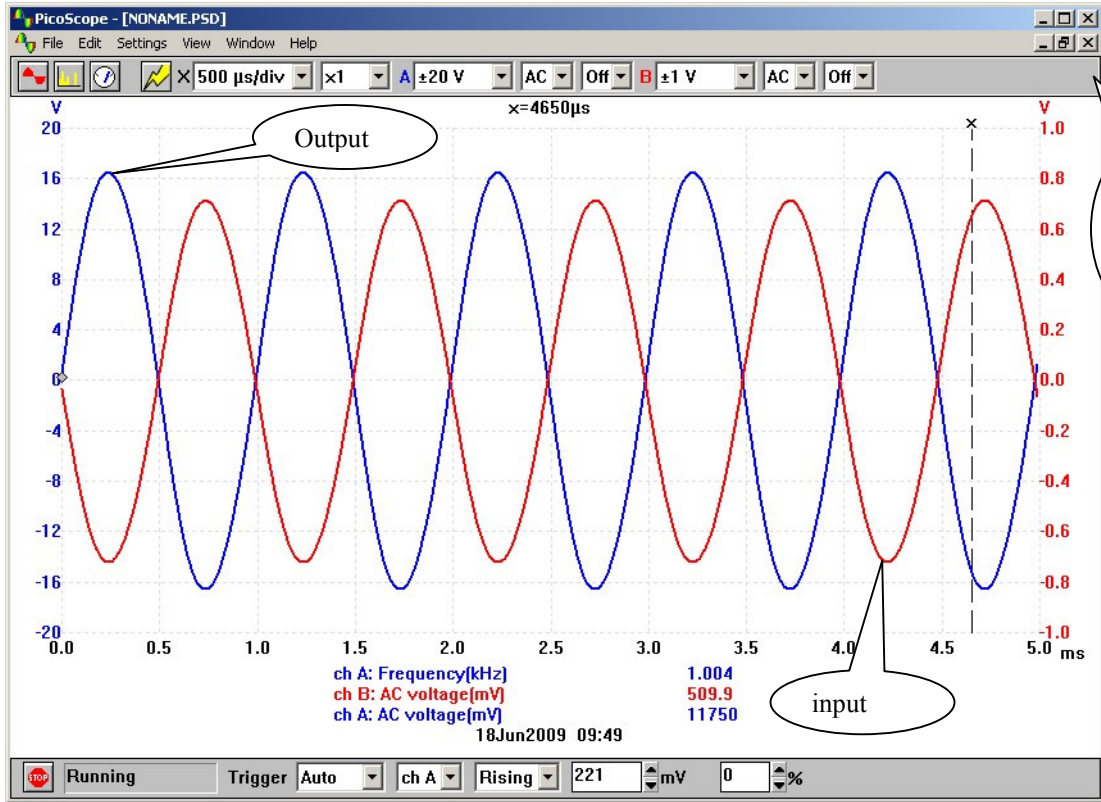 PicoScope - [NONAME.PSD]
File Edit Settings View Window Help
X 500 µs/div x1 A ±20 V AC Off B ±1 V AC Off
V x=4650µs V
20 x 1.0
Output
16 0.8
12 0.6
8 0.4
4 0.2
0 0.0
-4 -0.2
-8 -0.4
-12 -0.6
-16 -0.8
-20 -1.0
0.0 0.5 1.0 1.5 2.0 2.5 3.0 3.5 4.0 4.5 5.0 ms
ch A: Frequency(kHz) 1.004
ch B: AC voltage(mV) 509.9
input
ch A: AC voltage(mV) 11750
18Jun2009 09:49
STOP Running Trigger Auto ch A Rising 221 mV 0 %